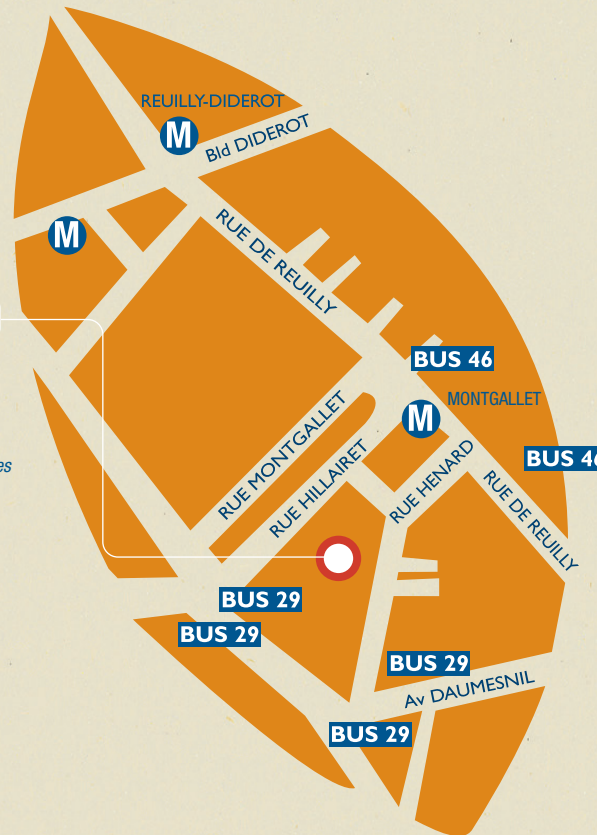 REUILLY-DIDEROT
M
Bld DIDEROT
M
RUE DE REUILLY
BUS 46
MONTGALLET
M
RUE MONTGALLET
RUE HILLAIRET
RUE HENARD
BUS 46
es
RUE DE REUILLY
BUS 29
BUS 29
BUS 29
Av DAUMESNIL
BUS 29